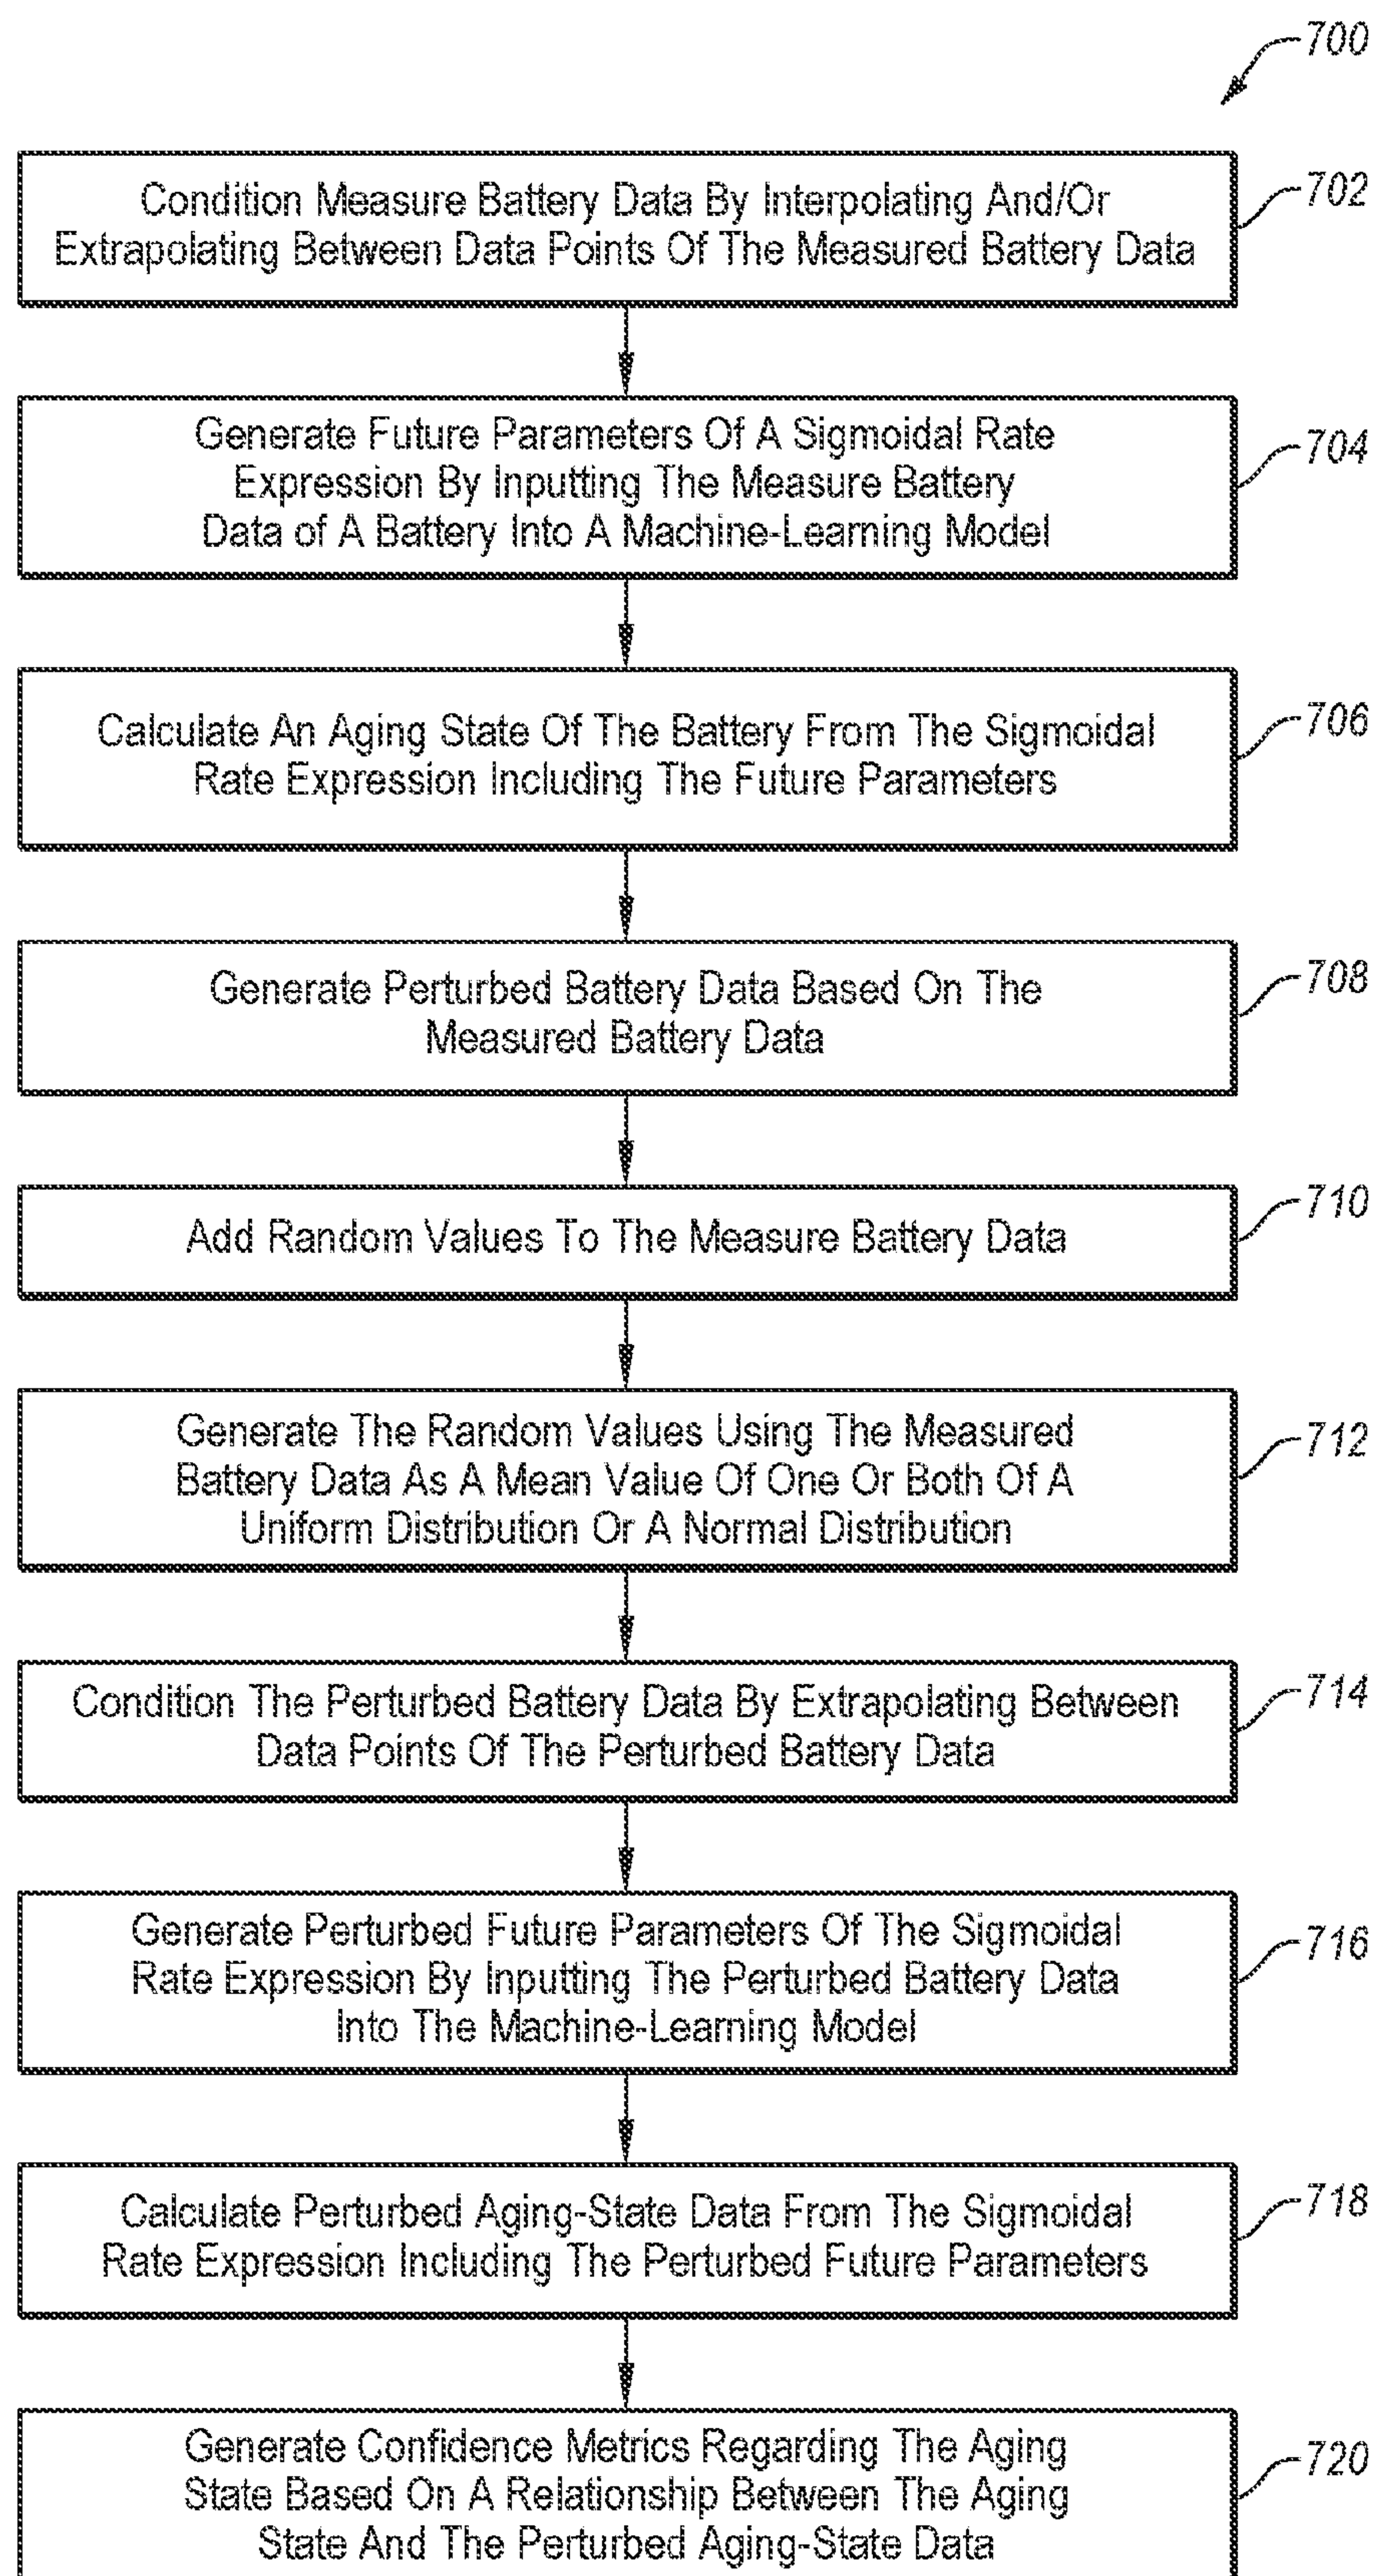 700
Condition Measure Battery Data By Interpolating And/Or
Extrapolating Between Data Points Of The Measured Battery Data
702
Generate Future Parameters Of A Sigmoidal Rate
Expression By Inputting The Measure Battery
Data of A Battery Into A Machine-Learning Model
704
Calculate An Aging State Of The Battery From The Sigmoidal
Rate Expression Including The Future Parameters
706
Generate Perturbed Battery Data Based On The
Measured Battery Data
708
Add Random Values To The Measure Battery Data
710
Generate The Random Values Using The Measured
Battery Data As A Mean Value Of One Or Both Of A
Uniform Distribution Or A Normal Distribution
712
Condition The Perturbed Battery Data By Extrapolating Between
Data Points Of The Perturbed Battery Data
714
Generate Perturbed Future Parameters Of The Sigmoidal
Rate Expression By Inputting The Perturbed Battery Data
Into The Machine-Learning Model
716
Calculate Perturbed Aging-State Data From The Sigmoidal
Rate Expression Including The Perturbed Future Parameters
718
Generate Confidence Metrics Regarding The Aging
State Based On A Relationship Between The Aging
State And The Perturbed Aging-State Data
720